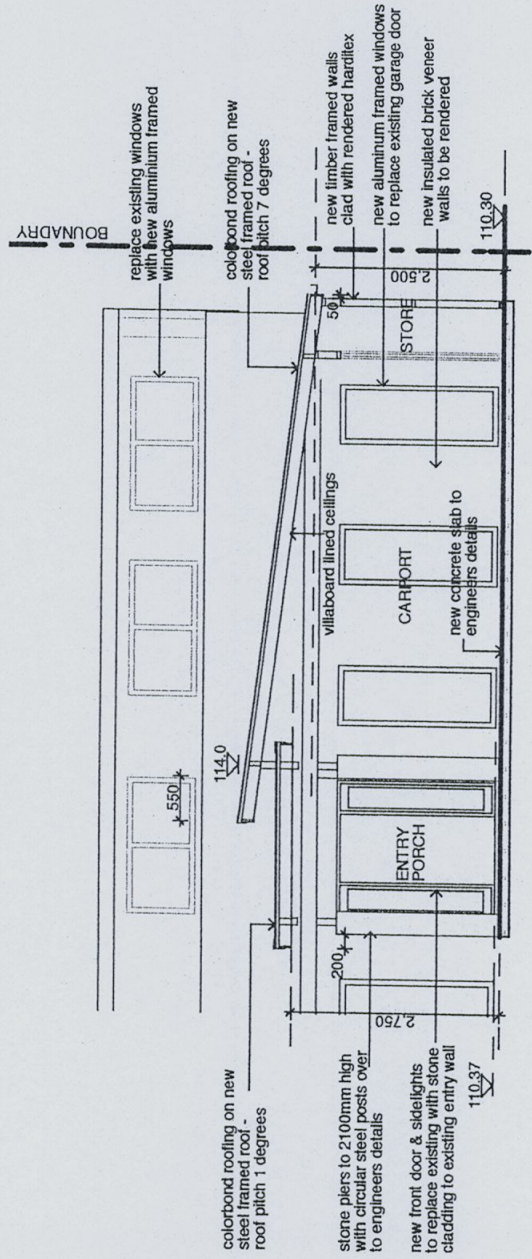 BOUNADRY
replace existing windows
with new aluminium framed
windows
colorbond roofing on new
steel framed roof -
roof pitch 7 degrees
new timber framed walls
clad with rendered harditex
new aluminum framed windows
to replace existing garage door
new insulated brick veneer
walls to be rendered
110.30
2,500
50
STORE
550
114.0
villaboard lined ceilings
CARPORT
new concrete slab to
engineers details
ENTRY
PORCH
200
2,750
colorbond roofing on new
steel framed roof -
roof pitch 1 degrees
stone piers to 2100mm high
with circular steel posts over
to engineers details
new front door & sidelights
to replace existing with stone
cladding to existing entry wall
110.37